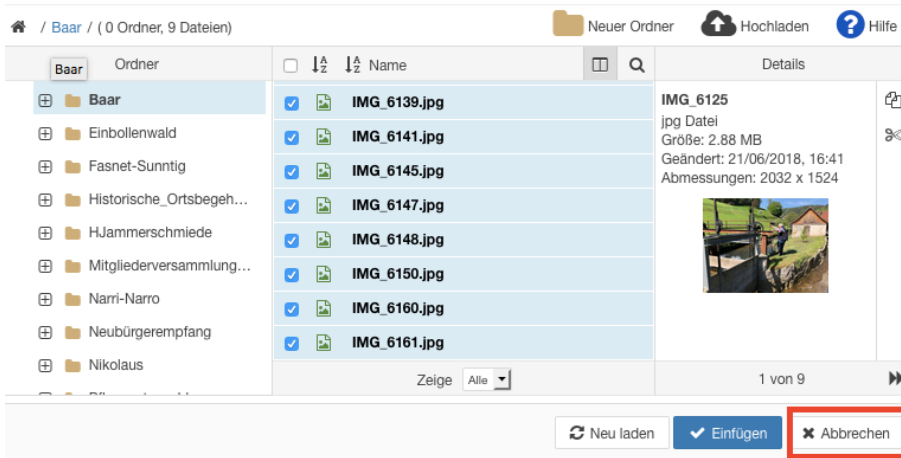 / Baar / ( 0 Ordner, 9 Dateien)
Neuer Ordner
Hochladen
? Hilfe
Ordner
Baar
Name
Details
Baar
Einbollenwald
Fasnet-Sunntig
Historische_Ortsbegeh...
HJammerschmiede
Mitgliederversammlung...
Narri-Narro
Neubürgerempfang
Nikolaus
IMG_6139.jpg
IMG_6141.jpg
IMG_6145.jpg
IMG_6147.jpg
IMG_6148.jpg
IMG_6150.jpg
IMG_6160.jpg
IMG_6161.jpg
IMG_6125
jpg Datei
Größe: 2.88 MB
Geändert: 21/06/2018, 16:41
Abmessungen: 2032 x 1524
Zeige Alle
1 von 9
Neu laden
Einfügen
Abbrechen